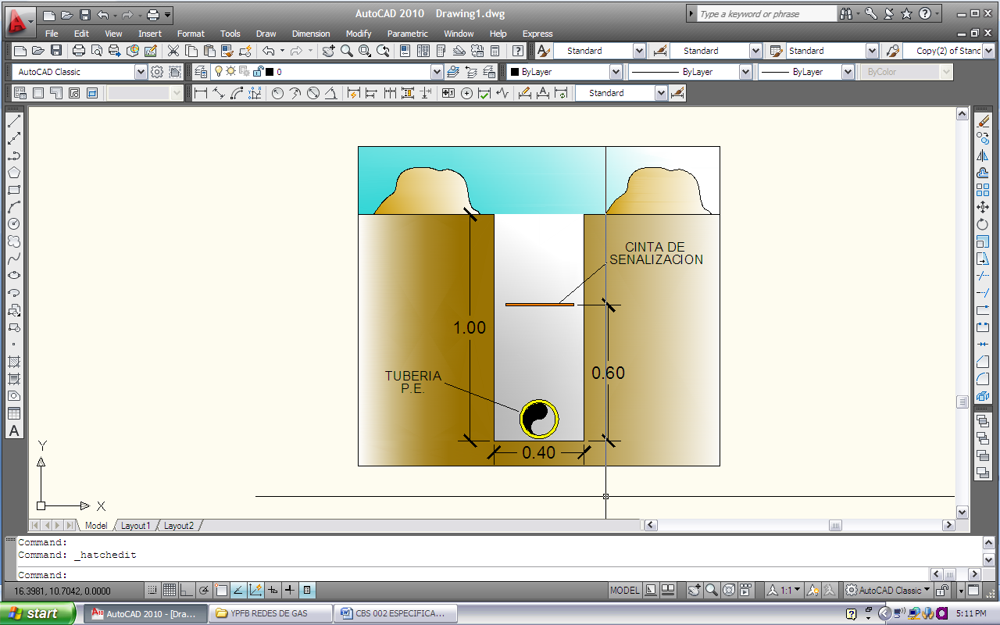 AutoCAD 2010    Drawing1.dwg
Type a keyword or phrase
File Edit View Insert Format Tools Draw Dimension Modify Parametric Window Help Express
Standard Standard Standard Copy(2) of Stanc
AutoCAD Classic 0 ByLayer ByLayer ByLayer ByColor
Standard
CINTA DE
SENALIZACION
1.00
0.60
TUBERIA
P.E.
0.40
Y
X
Model Layout1 Layout2
Command:
Command: _hatchedit
Command:
16.3981, 10.7042, 0.0000 MODEL 1:1 AutoCAD Classic
start AutoCAD 2010 - [Dra... YPFB REDES DE GAS CBS 002 ESPECIFICA... 5:11 PM